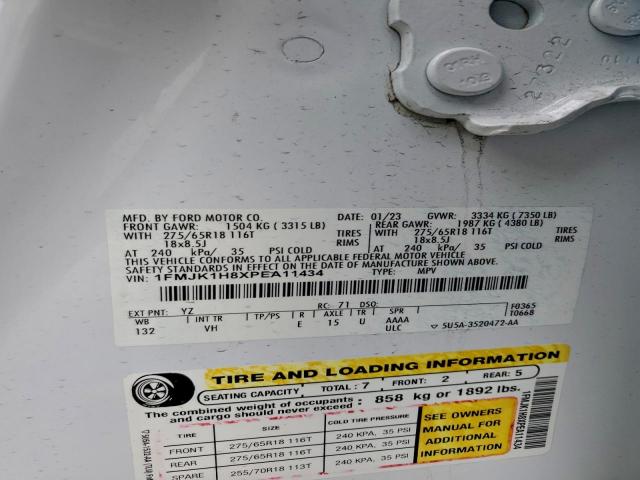 27322
MFD. BY FORD MOTOR CO.
DATE: 01/23 GVWR: 3334 KG ( 7350 LB)
FRONT GAWR: 1504 KG ( 3315 LB)
REAR GAWR: 1987 KG ( 4380 LB)
WITH 275/65R18 116T TIRES
WITH 275/65R18 116T TIRES
18x8.5J RIMS
18x8.5J RIMS
AT 240 kPa/ 35 PSI COLD
AT 240 kPa/ 35 PSI COLD
THIS VEHICLE CONFORMS TO ALL APPLICABLE FEDERAL MOTOR VEHICLE
SAFETY AND THEFT PREVENTION STANDARDS IN EFFECT ON THE DATE OF MANUFACTURE SHOWN ABOVE.
VIN: 1FMJK1H8XPEA11434
TYPE: MPV
EXT PNT: YZ RC: 71 DSO: F0365
WB INT TR TP/PS R AXLE TR SPR T0668
132 VH E 15 U AAAA
ULC 5U5A-3520472-AA
TIRE AND LOADING INFORMATION
SEATING CAPACITY TOTAL: 7 FRONT: 2 REAR: 5
The combined weight of occupants and cargo should never exceed : 858 kg or 1892 lbs.
TIRE SIZE COLD TIRE PRESSURE
FRONT 275/65R18 116T 240 KPA, 35 PSI
REAR 275/65R18 116T 240 KPA, 35 PSI
SPARE 255/70R18 113T
SEE OWNERS
MANUAL FOR
ADDITIONAL
INFORMATION